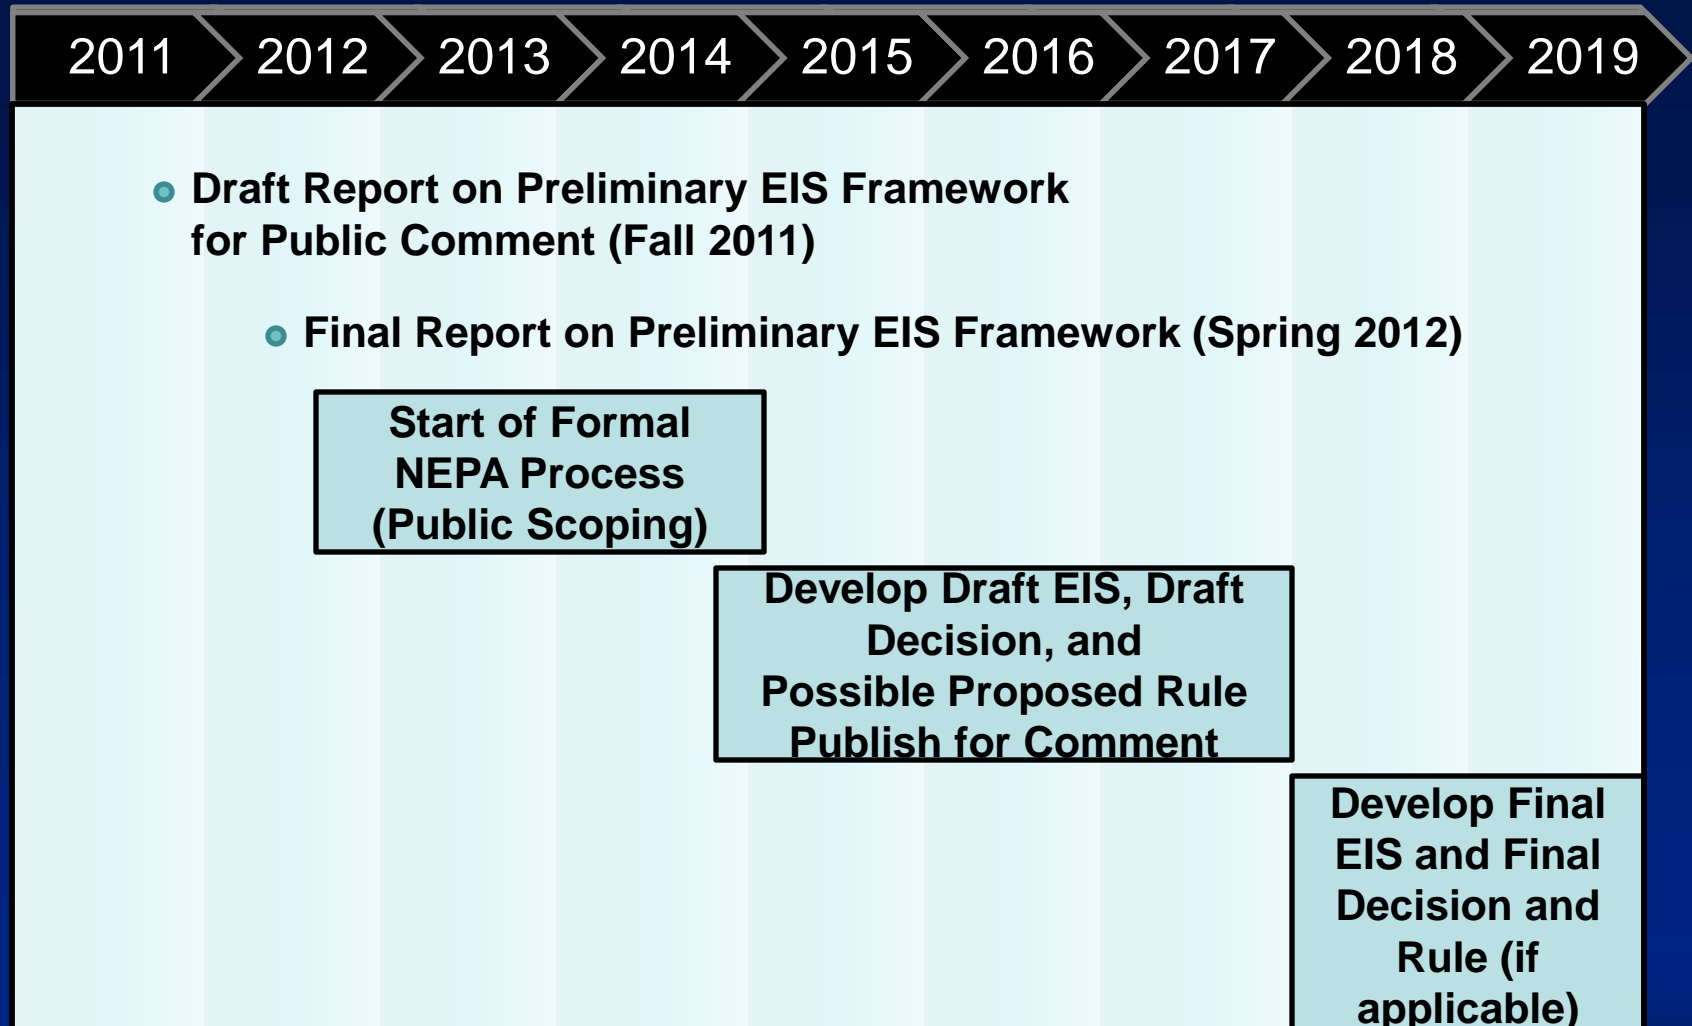 2011 2012 2013 2014 2015 2016 2017 2018 2019
Draft Report on Preliminary EIS Framework
for Public Comment (Fall 2011)
Final Report on Preliminary EIS Framework (Spring 2012)
Start of Formal
NEPA Process
(Public Scoping)
Develop Draft EIS, Draft
Decision, and
Possible Proposed Rule
Publish for Comment
Develop Final
EIS and Final
Decision and
Rule (if
applicable)